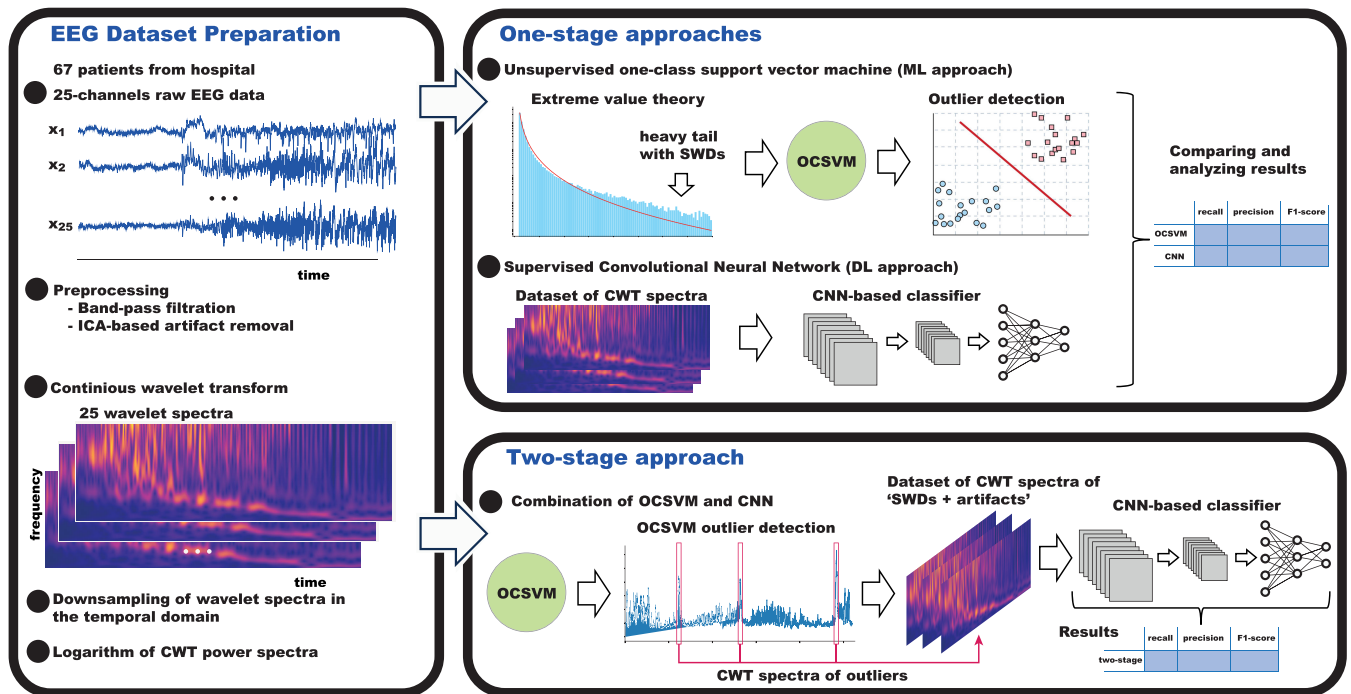 EEG Dataset Preparation
67 patients from hospital
25-channels raw EEG data
x1
x2
x25
time
Preprocessing
- Band-pass filtration
- ICA-based artifact removal
Continious wavelet transform
25 wavelet spectra
frequency
time
Downsampling of wavelet spectra in
the temporal domain
Logarithm of CWT power spectra
One-stage approaches
Unsupervised one-class support vector machine (ML approach)
Extreme value theory
heavy tail
with SWDs
OCSVM
Outlier detection
Supervised Convolutional Neural Network (DL approach)
Dataset of CWT spectra
CNN-based classifier
Comparing and
analyzing results
recall precision F1-score
OCSVM
CNN
Two-stage approach
Combination of OCSVM and CNN
OCSVM
OCSVM outlier detection
CWT spectra of outliers
Dataset of CWT spectra of
‘SWDs + artifacts’
CNN-based classifier
Results
recall precision F1-score
two-stage